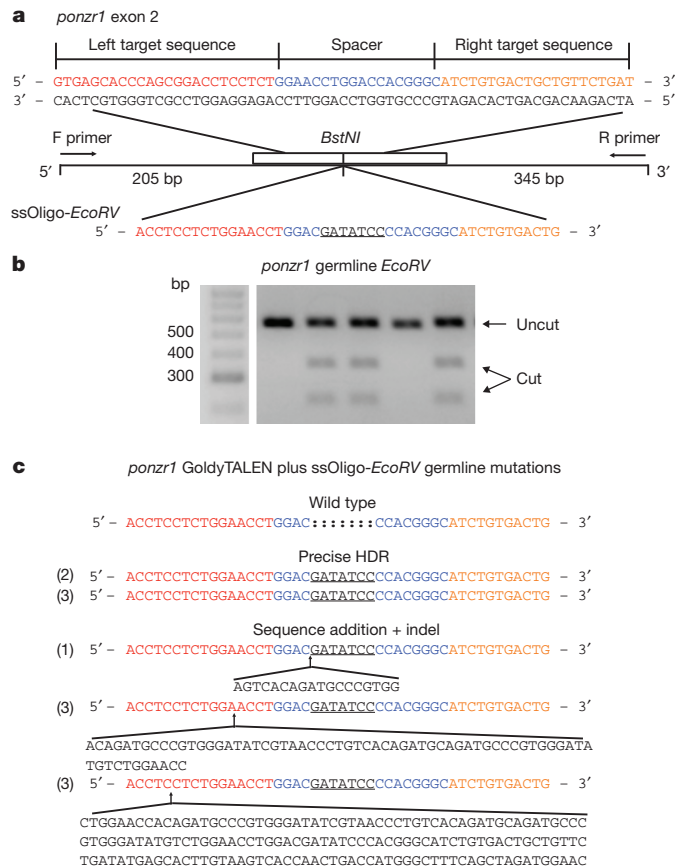 a ponzr1 exon 2
Left target sequence Spacer Right target sequence
5′ – GTGAGCACCCAGCGGACCTCCTCTGGAACCTGGACCACGGGCATCTGTGACTGCTGTTCTGAT – 3′
3′ – CACTCGTGGGTCGCCTGGAGGAGACCTTGGACCTGGTGCCCGTAGACACTGACGACAAGACTA – 5′
F primer BstNI R primer
5′ 205 bp 345 bp 3′
ssOligo-EcoRV
5′ – ACCTCCTCTGGAACCTGGACGATATCCCCACGGGCATCTGTGACTG – 3′
b ponzr1 germline EcoRV
bp
500
400
300
Uncut
Cut
c ponzr1 GoldyTALEN plus ssOligo-EcoRV germline mutations
Wild type
5′ – ACCTCCTCTGGAACCTGGAC:::::::CCACGGGCATCTGTGACTG – 3′
Precise HDR
(2) 5′ – ACCTCCTCTGGAACCTGGACGATATCCCCACGGGCATCTGTGACTG – 3′
(3) 5′ – ACCTCCTCTGGAACCTGGACGATATCCCCACGGGCATCTGTGACTG – 3′
Sequence addition + indel
(1) 5′ – ACCTCCTCTGGAACCTGGACGATATCCCCACGGGCATCTGTGACTG – 3′
AGTCACAGATGCCCGTGG
(3) 5′ – ACCTCCTCTGGAACCTGGACGATATCCCCACGGGCATCTGTGACTG – 3′
ACAGATGCCCGTGGGATATCGTAACCCTGTCACAGATGCAGATGCCCGTGGGATA
TGTCTGGAACC
(3) 5′ – ACCTCCTCTGGAACCTGGACGATATCCCCACGGGCATCTGTGACTG – 3′
CTGGAACCACAGATGCCCGTGGGATATCGTAACCCTGTCACAGATGCAGATGCCC
GTGGGATATGTCTGGAACCTGGACGATATCCCACGGGCATCTGTGACTGCTGTTC
TGATATGAGCACTTGTAAGTCACCAACTGACCATGGGCTTTCAGCTAGATGGAAC